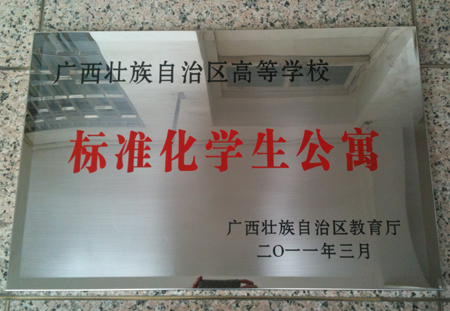 广西壮族自治区高等学校
标准化学生公寓
广西壮族自治区教育厅
二〇一一年三月